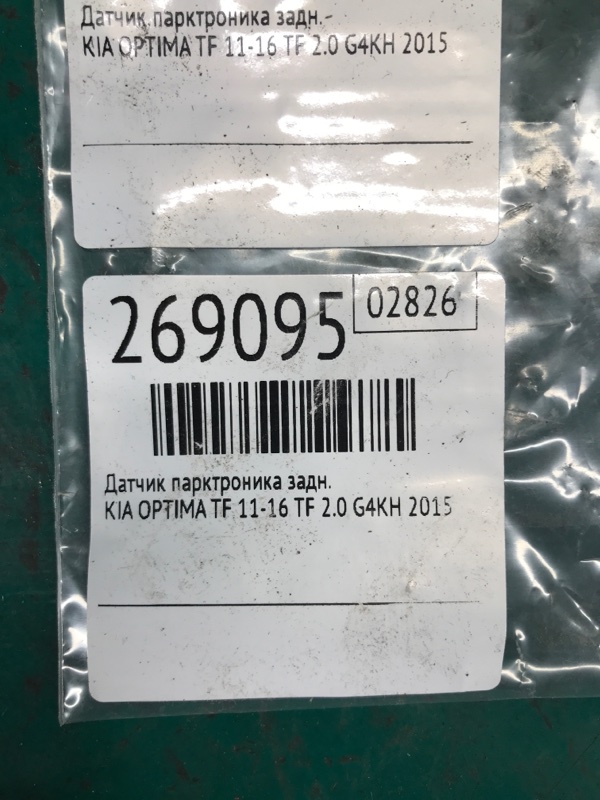 Датчик парктроника задн.-
KIA OPTIMA TF 11-16 TF 2.0 G4KH 2015
269095
02826
Датчик парктроника задн.
KIA OPTIMA TF 11-16 TF 2.0 G4KH 2015